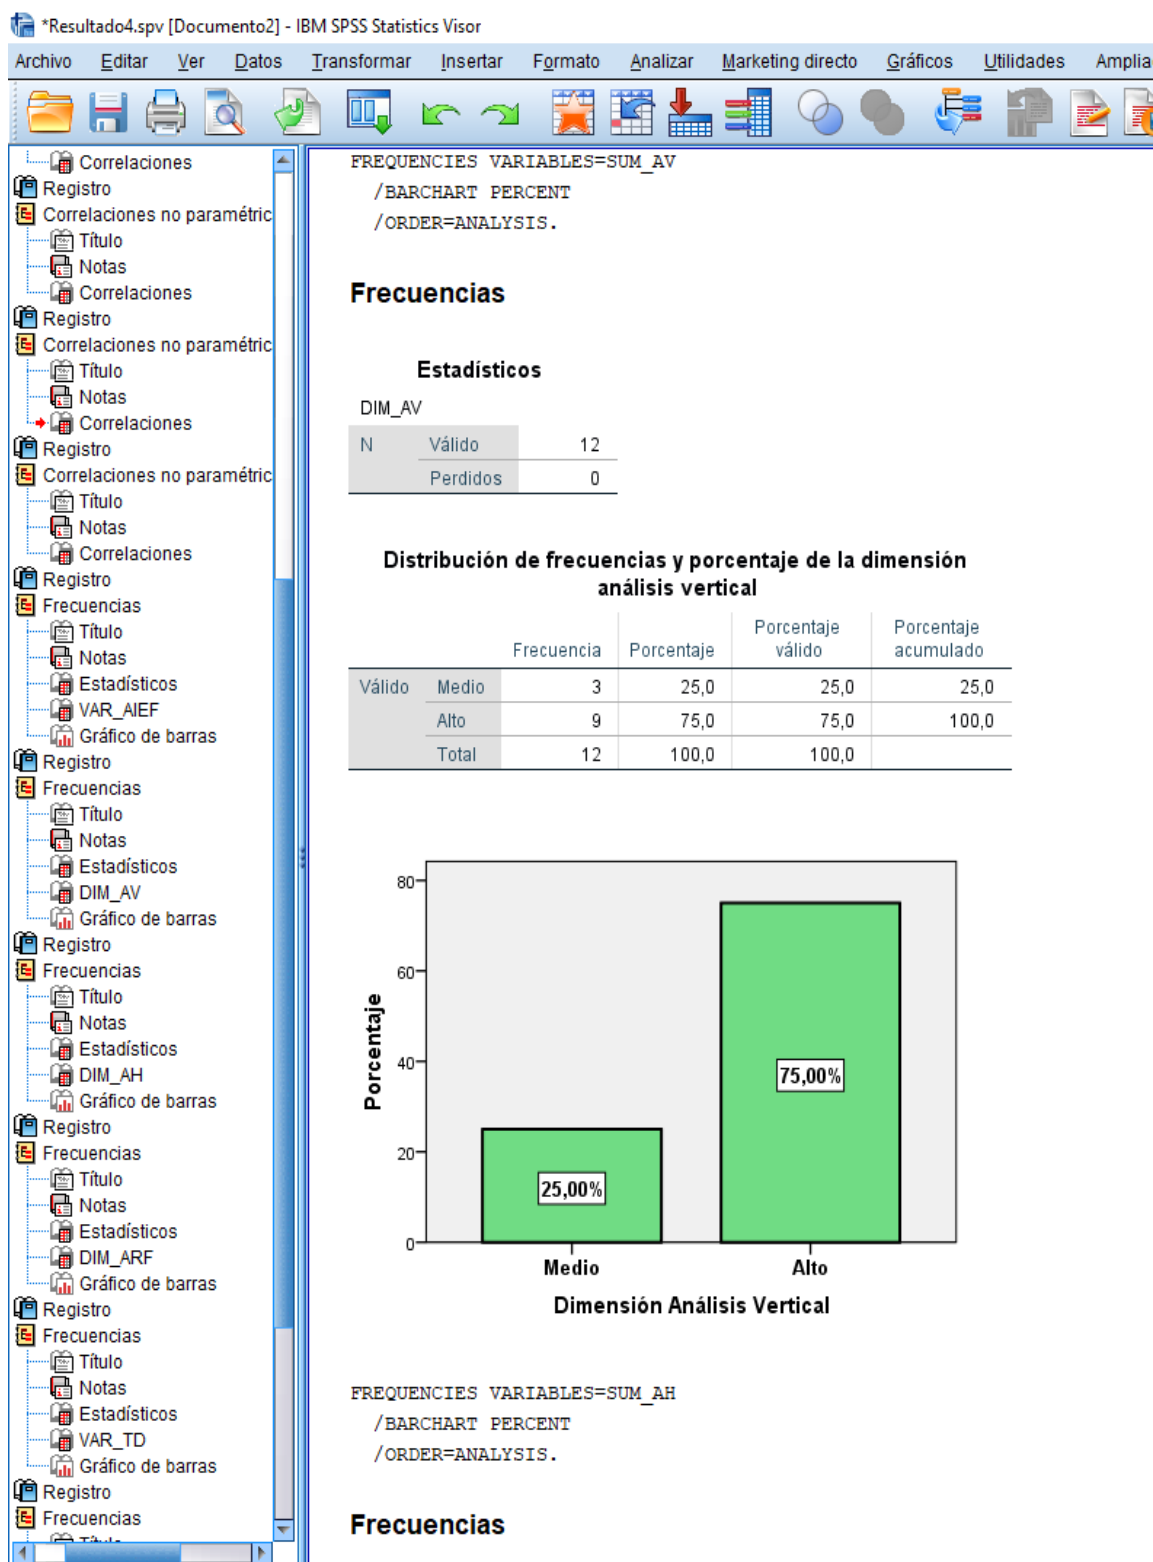 *Resultado4.spv [Documento2] - IBM SPSS Statistics Visor
Archivo Editar Ver Datos Transformar Insertar Formato Analizar Marketing directo Gráficos Utilidades Amplia
Correlaciones
Registro
Correlaciones no paramétric
Título
Notas
Correlaciones
Registro
Correlaciones no paramétric
Título
Notas
Correlaciones
Registro
Correlaciones no paramétric
Título
Notas
Correlaciones
Registro
Frecuencias
Título
Notas
Estadísticos
VAR_AIEF
Gráfico de barras
Registro
Frecuencias
Título
Notas
Estadísticos
DIM_AV
Gráfico de barras
Registro
Frecuencias
Título
Notas
Estadísticos
DIM_AH
Gráfico de barras
Registro
Frecuencias
Título
Notas
Estadísticos
DIM_ARF
Gráfico de barras
Registro
Frecuencias
Título
Notas
Estadísticos
VAR_TD
Gráfico de barras
Registro
Frecuencias
Título
FREQUENCIES VARIABLES=SUM_AV
/BARCHART PERCENT
/ORDER=ANALYSIS.
Frecuencias
Estadísticos
DIM_AV
N Válido 12
Perdidos 0
Distribución de frecuencias y porcentaje de la dimensión
análisis vertical
Frecuencia Porcentaje Porcentaje válido Porcentaje acumulado
Válido Medio 3 25,0 25,0 25,0
Alto 9 75,0 75,0 100,0
Total 12 100,0 100,0
Porcentaje
80
60
40
20
0
25,00%
75,00%
Medio Alto
Dimensión Análisis Vertical
FREQUENCIES VARIABLES=SUM_AH
/BARCHART PERCENT
/ORDER=ANALYSIS.
Frecuencias